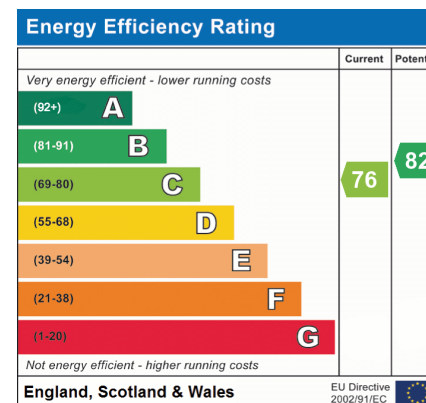 Energy Efficiency Rating
Current Potent
Very energy efficient - lower running costs
(92+) A
(81-91) B
(69-80) C
(55-68) D
(39-54) E
(21-38) F
(1-20) G
76
82
Not energy efficient - higher running costs
England, Scotland & Wales
EU Directive
2002/91/EC